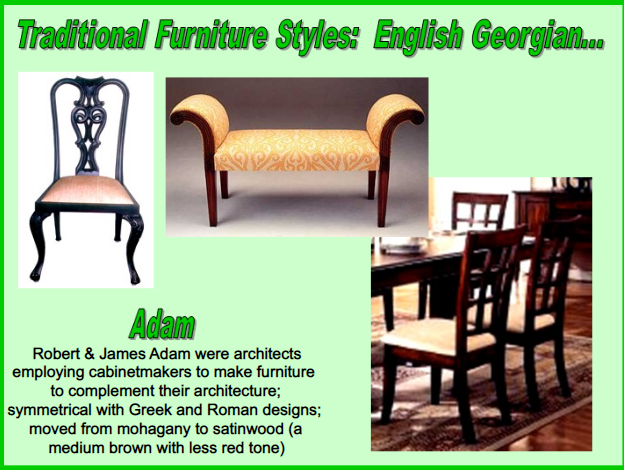 Traditional Furniture Styles: English Georgian...
Adam
Robert & James Adam were architects
employing cabinetmakers to make furniture
to complement their architecture;
symmetrical with Greek and Roman designs;
moved from mohagany to satinwood (a
medium brown with less red tone)